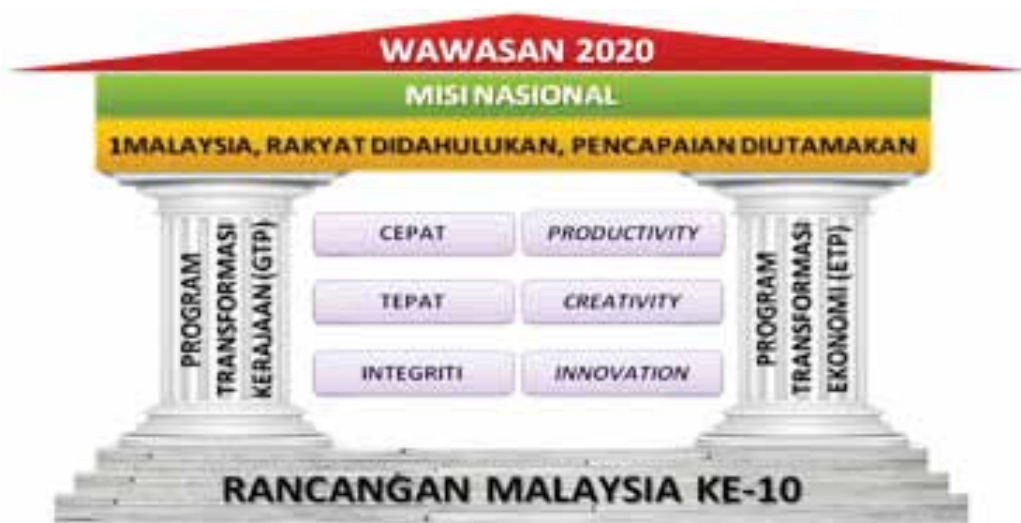 WAWASAN 2020
MISI NASIONAL
1MALAYSIA, RAKYAT DIDAHULUKAN, PENCAPAIAN DIUTAMAKAN
PROGRAM
TRANSFORMASI
KERAJAAN (GTP)
CEPAT
PRODUCTIVITY
TEPAT
CREATIVITY
INTEGRITI
INNOVATION
PROGRAM
TRANSFORMASI
EKONOMI (ETP)
RANCANGAN MALAYSIA KE-10